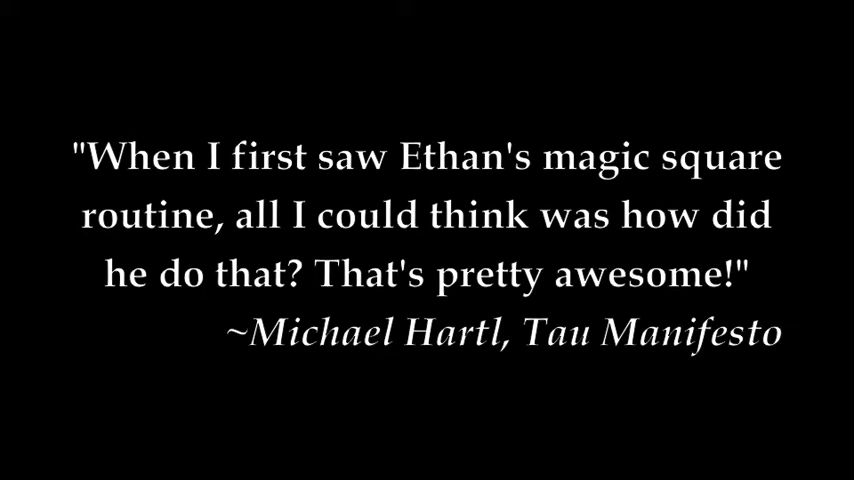 "When I first saw Ethan's magic square
routine, all I could think was how did
he do that? That's pretty awesome!"
~Michael Hartl, Tau Manifesto